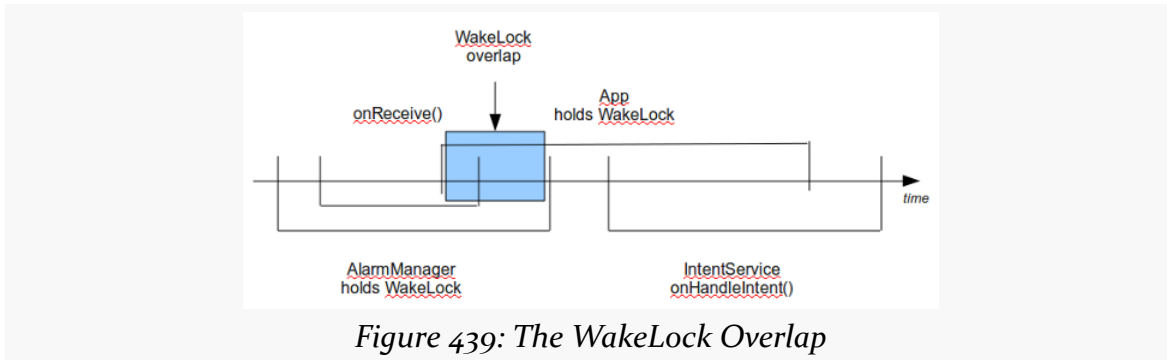 WakeLock
overlap
App
onReceive()
holds WakeLock
time
AlarmManager
holds WakeLock
IntentService
onHandleIntent()
Figure 439: The WakeLock Overlap